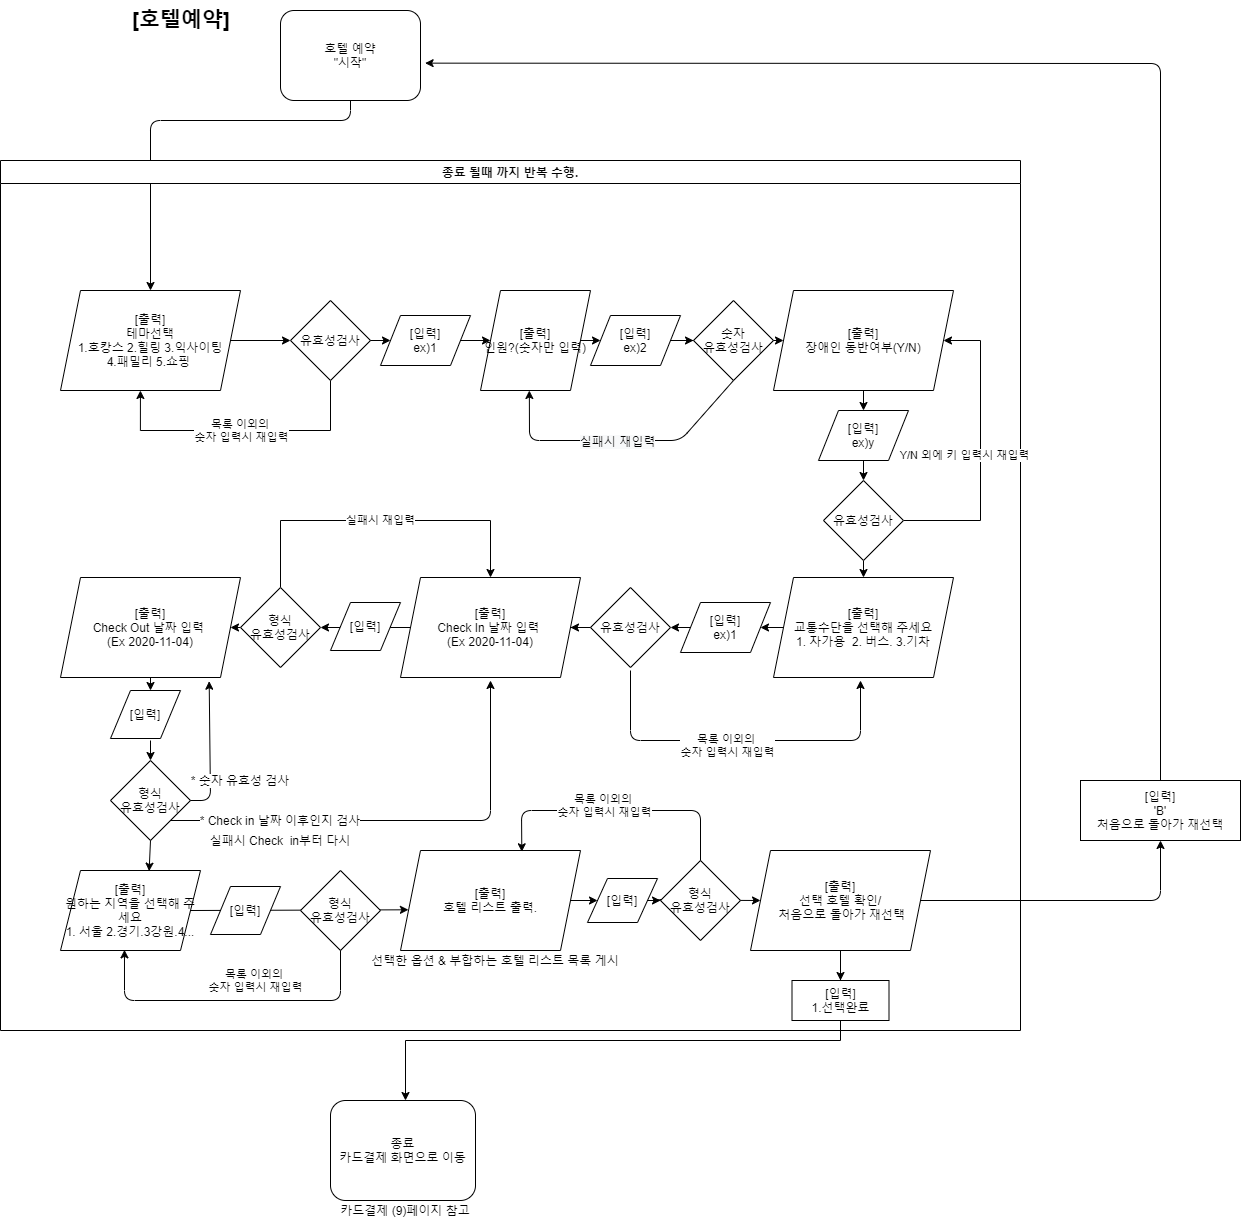 [호텔예약]
호텔 예약
"시작"
종료 될때 까지 반복 수행.
[출력]
테마선택
1.호캉스 2.힐링 3.익사이팅
4.패밀리 5.쇼핑
유효성검사
[입력]
ex)1
[출력]
인원?(숫자만 입력)
[입력]
ex)2
숫자
유효성검사
[출력]
장애인 동반여부(Y/N)
목록 이외의
숫자 입력시 재입력
실패시 재입력
[입력]
ex)y
Y/N 외에 키 입력시 재입력
유효성검사
실패시 재입력
[출력]
Check Out 날짜 입력
(Ex 2020-11-04)
형식
유효성검사
[입력]
[출력]
Check In 날짜 입력
(Ex 2020-11-04)
유효성검사
[입력]
ex)1
[출력]
교통수단을 선택해 주세요
1. 자가용 2. 버스. 3.기차
[입력]
목록 이외의
숫자 입력시 재입력
* 숫자 유효성 검사
형식
유효성검사
* Check in 날짜 이후인지 검사
실패시 Check in부터 다시
목록 이외의
숫자 입력시 재입력
[입력]
'B'
처음으로 돌아가 재선택
[출력]
원하는 지역을 선택해 주
세요
1. 서울 2.경기.3강원.4...
[입력]
형식
유효성검사
[출력]
호텔 리스트 출력.
[입력]
형식
유효성검사
[출력]
선택 호텔 확인/
처음으로 돌아가 재선택
선택한 옵션 & 부합하는 호텔 리스트 목록 게시
목록 이외의
숫자 입력시 재입력
[입력]
1.선택완료
종료
카드결제 화면으로 이동
카드결제 (9)페이지 참고